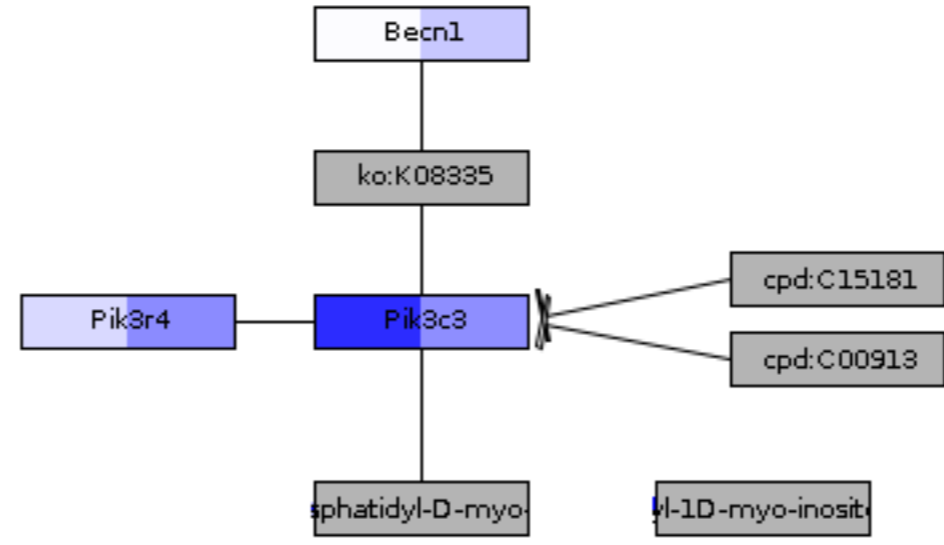 Becn1
ko:K08335
cpd:C15181
Pik3r4
Pik3c3
cpd:C00913
sphatidyl-D-myo-
yl-1D-myo-inosit